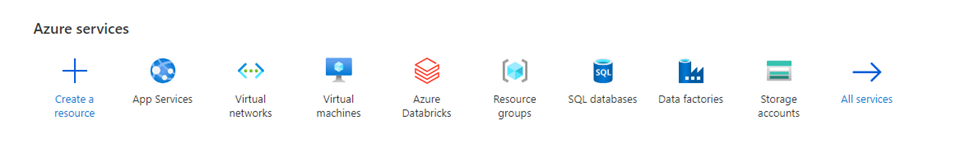 Azure services
SQL
Create a resource
App Services
Virtual networks
Virtual machines
Azure Databricks
Resource groups
SQL databases
Data factories
Storage accounts
All services